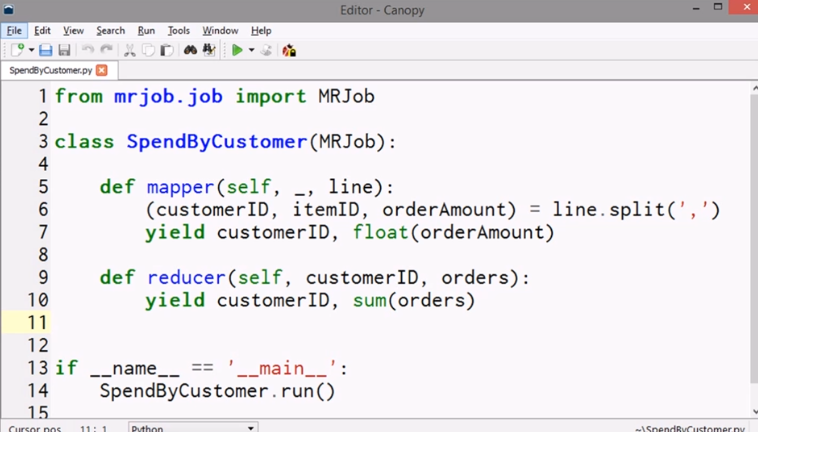 Editor - Canopy
File Edit View Search Run Tools Window Help
SpendByCustomer.py
1 from mrjob.job import MRJob
2
3 class SpendByCustomer(MRJob):
4
5 def mapper(self, _, line):
6 (customerID, itemID, orderAmount) = line.split(',')
7 yield customerID, float(orderAmount)
8
9 def reducer(self, customerID, orders):
10 yield customerID, sum(orders)
11
12
13 if __name__ == '__main__':
14 SpendByCustomer.run()
15
Cursor pos 11: 1 Python ~\SpendByCustomer.py